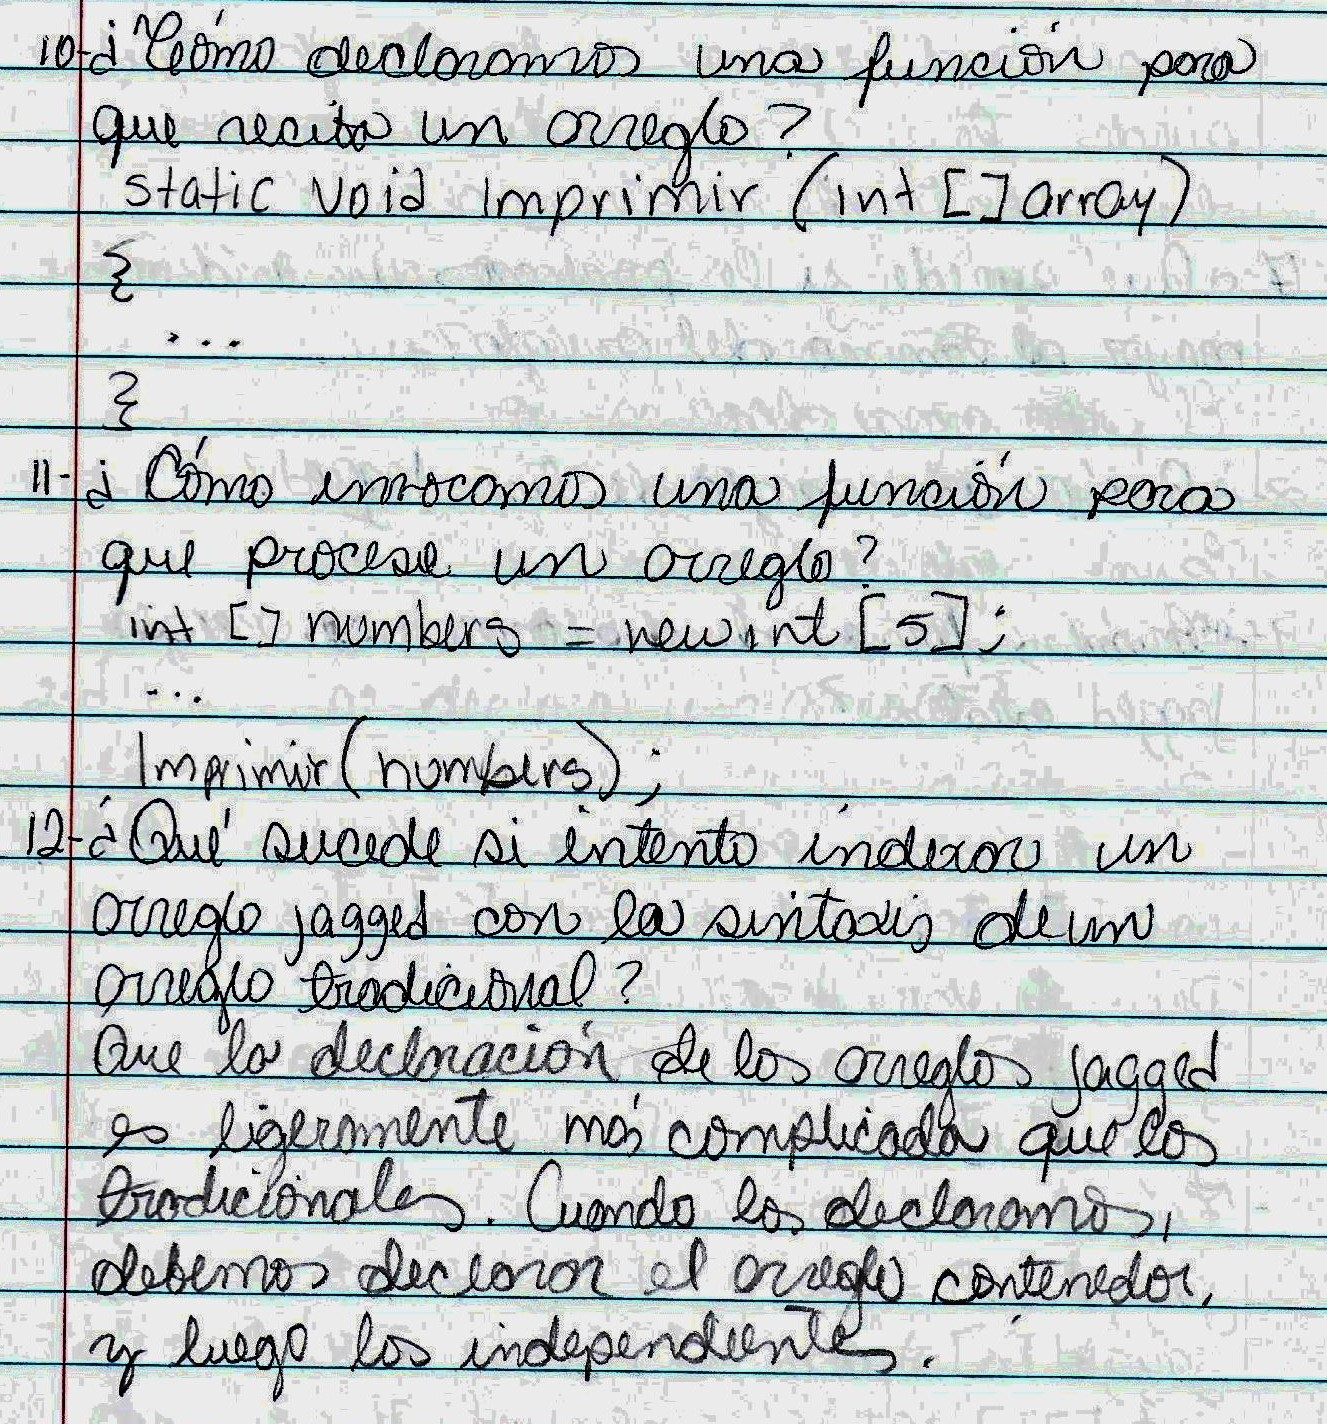 10-¿Cómo declaramos una función para
que reciba un arreglo?
static void Imprimir (int [] array)
{
...
}
11-¿Cómo invocamos una función para
que procese un arreglo?
int [] numbers = new int [5];
...
Imprimir(numbers);
12-¿Qué sucede si intento indexar un
arreglo jagged con la sintaxis de un
arreglo tradicional?
Que la declaración de los arreglos jagged
es ligeramente más complicada que los
tradicionales. Cuando los declaramos,
debemos declarar el arreglo contenedor,
y luego los independientes.